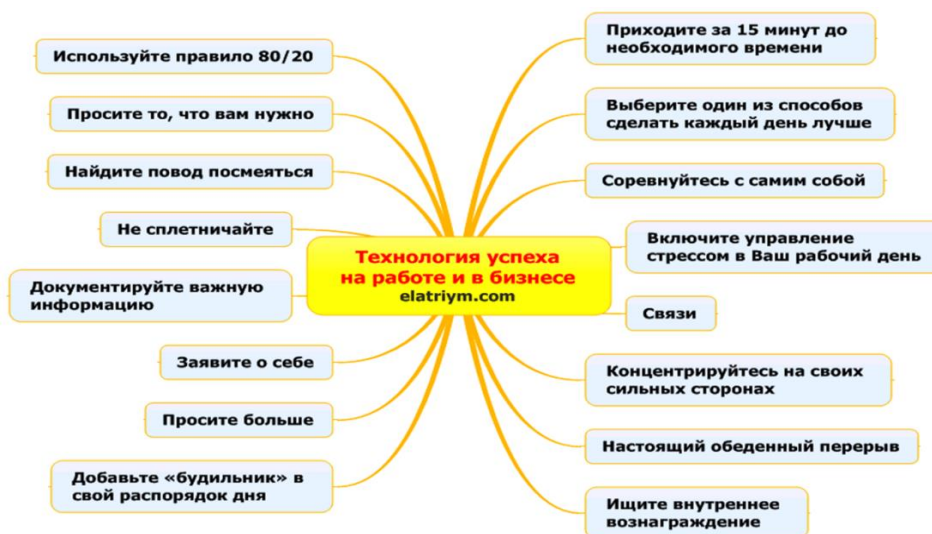 Технология успеха
на работе и в бизнесе
elatriym.com
Используйте правило 80/20
Просите то, что вам нужно
Найдите повод посмеяться
Не сплетничайте
Документируйте важную
информацию
Заявите о себе
Просите больше
Добавьте «будильник» в
свой распорядок дня
Приходите за 15 минут до
необходимого времени
Выберите один из способов
сделать каждый день лучше
Соревнуйтесь с самим собой
Включите управление
стрессом в Ваш рабочий день
Связи
Концентрируйтесь на своих
сильных сторонах
Настоящий обеденный перерыв
Ищите внутреннее
вознаграждение